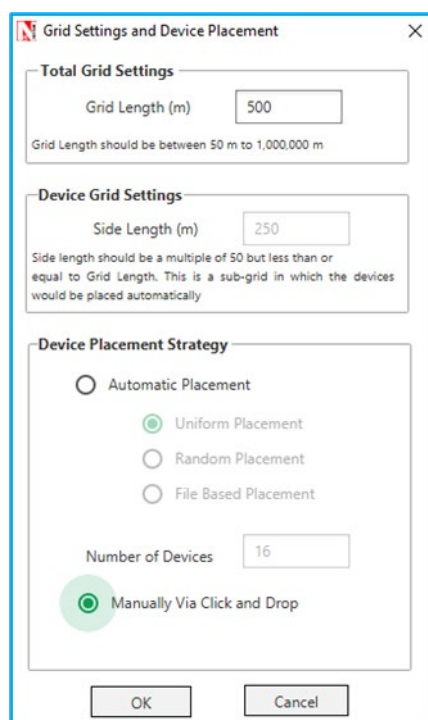 Grid Settings and Device Placement
Total Grid Settings
Grid Length (m) 500
Grid Length should be between 50 m to 1,000,000 m
Device Grid Settings
Side Length (m) 250
Side length should be a multiple of 50 but less than or
equal to Grid Length. This is a sub-grid in which the devices
would be placed automatically
Device Placement Strategy
Automatic Placement
Uniform Placement
Random Placement
File Based Placement
Number of Devices 16
Manually Via Click and Drop
OK Cancel